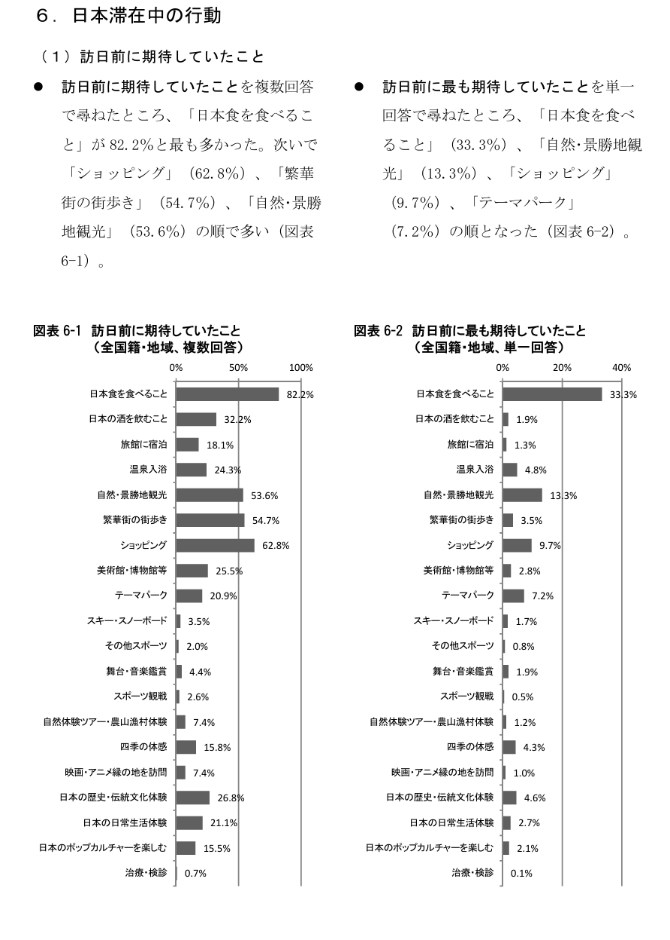 ６．日本滞在中の行動
（１）訪日前に期待していたこと
● 訪日前に期待していたことを複数回答
で尋ねたところ、「日本食を食べるこ
と」が 82.2％と最も多かった。次いで
「ショッピング」（62.8％）、「繁華
街の街歩き」（54.7％）、「自然・景勝
地観光」（53.6％）の順で多い（図表
6-1）。
● 訪日前に最も期待していたことを単一
回答で尋ねたところ、「日本食を食べ
ること」（33.3％）、「自然・景勝地観
光」（13.3％）、「ショッピング」
（9.7％）、「テーマパーク」
（7.2％）の順となった（図表 6-2）。
図表 6-1 訪日前に期待していたこと
（全国籍・地域、複数回答）
0% 50% 100%
日本食を食べること 82.2%
日本の酒を飲むこと 32.2%
旅館に宿泊 18.1%
温泉入浴 24.3%
自然・景勝地観光 53.6%
繁華街の街歩き 54.7%
ショッピング 62.8%
美術館・博物館等 25.5%
テーマパーク 20.9%
スキー・スノーボード 3.5%
その他スポーツ 2.0%
舞台・音楽鑑賞 4.4%
スポーツ観戦 2.6%
自然体験ツアー・農山漁村体験 7.4%
四季の体感 15.8%
映画・アニメ縁の地を訪問 7.4%
日本の歴史・伝統文化体験 26.8%
日本の日常生活体験 21.1%
日本のポップカルチャーを楽しむ 15.5%
治療・検診 0.7%
図表 6-2 訪日前に最も期待していたこと
（全国籍・地域、単一回答）
0% 20% 40%
日本食を食べること 33.3%
日本の酒を飲むこと 1.9%
旅館に宿泊 1.3%
温泉入浴 4.8%
自然・景勝地観光 13.3%
繁華街の街歩き 3.5%
ショッピング 9.7%
美術館・博物館等 2.8%
テーマパーク 7.2%
スキー・スノーボード 1.7%
その他スポーツ 0.8%
舞台・音楽鑑賞 1.9%
スポーツ観戦 0.5%
自然体験ツアー・農山漁村体験 1.2%
四季の体感 4.3%
映画・アニメ縁の地を訪問 1.0%
日本の歴史・伝統文化体験 4.6%
日本の日常生活体験 2.7%
日本のポップカルチャーを楽しむ 2.1%
治療・検診 0.1%